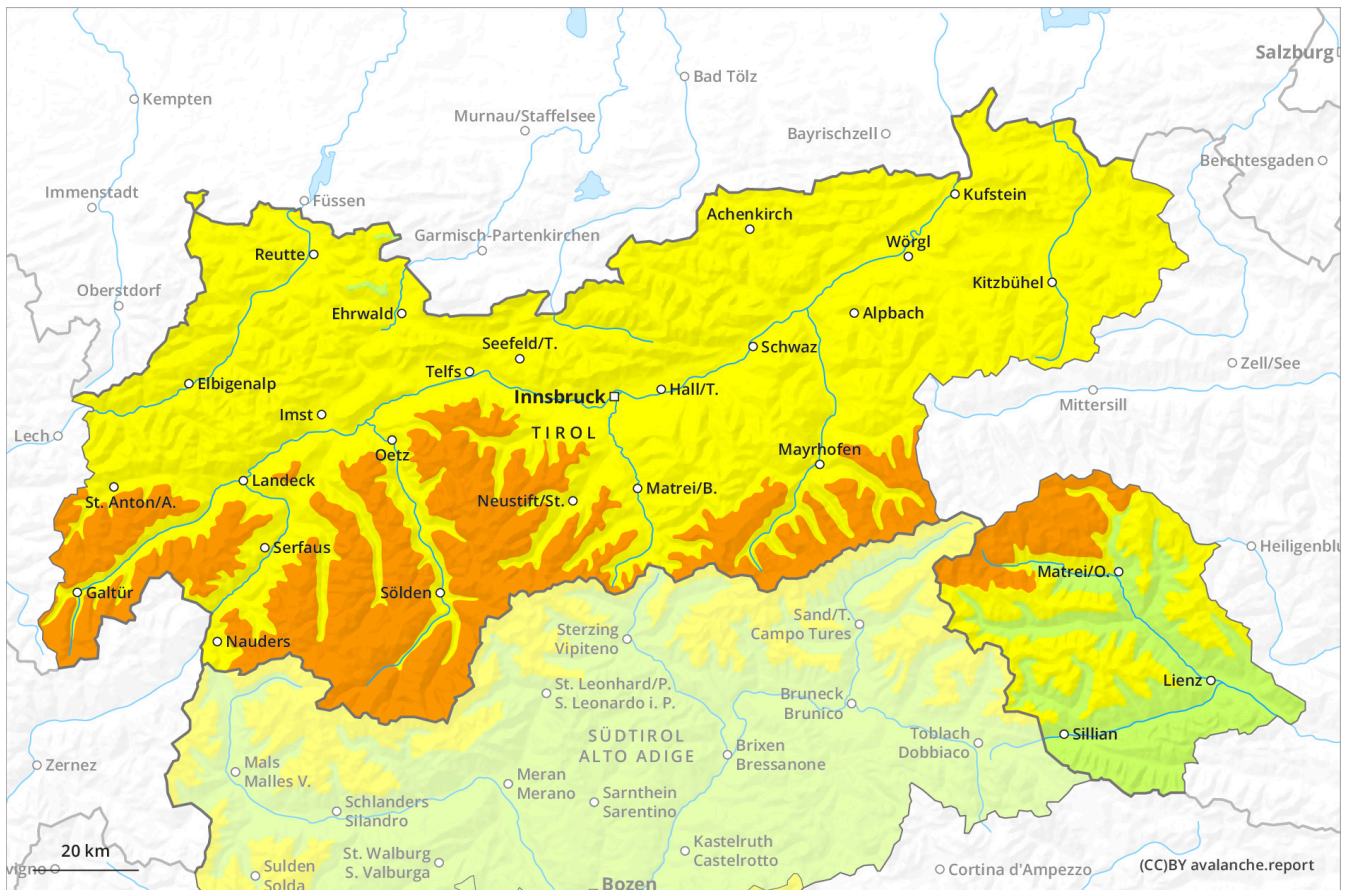 Salzburg
Bad Tölz
Kempten
Murnau/Staffelsee
Bayrischzell
Berchtesgaden
Immenstadt
Füssen
Kufstein
Achenkirch
Garmisch-Partenkirchen
Wörgl
Reutte
Oberstdorf
Kitzbühel
Ehrwald
Alpbach
Seefeld/T.
Schwaz
Zell/See
Telfs
Elbigenalp
Innsbruck
Hall/T.
Mittersill
Imst
TIROL
Lech
Oetz
Mayrhofen
Landeck
St. Anton/A.
Neustift/St.
Matrei/B.
Serfaus
Heiligenblu
Matrei/O.
Galtür
Sölden
Sand/T.
Campo Tures
Sterzing
Vipiteno
Nauders
Lienz
St. Leonhard/P.
S. Leonardo i. P.
Bruneck
Brunico
SÜDTIROL
ALTO ADIGE
Toblach
Dobbiaco
Sillian
Brixen
Bressanone
Zernez
Mals
Malles V.
Meran
Merano
Sarnthein
Sarentino
Schlanders
Silandro
20 km
Kastelruth
Castelrotto
St. Walburg
S. Valburga
vigno
Sulden
Solda
Cortina d'Ampezzo
(CC)BY avalanche.report
Bozen